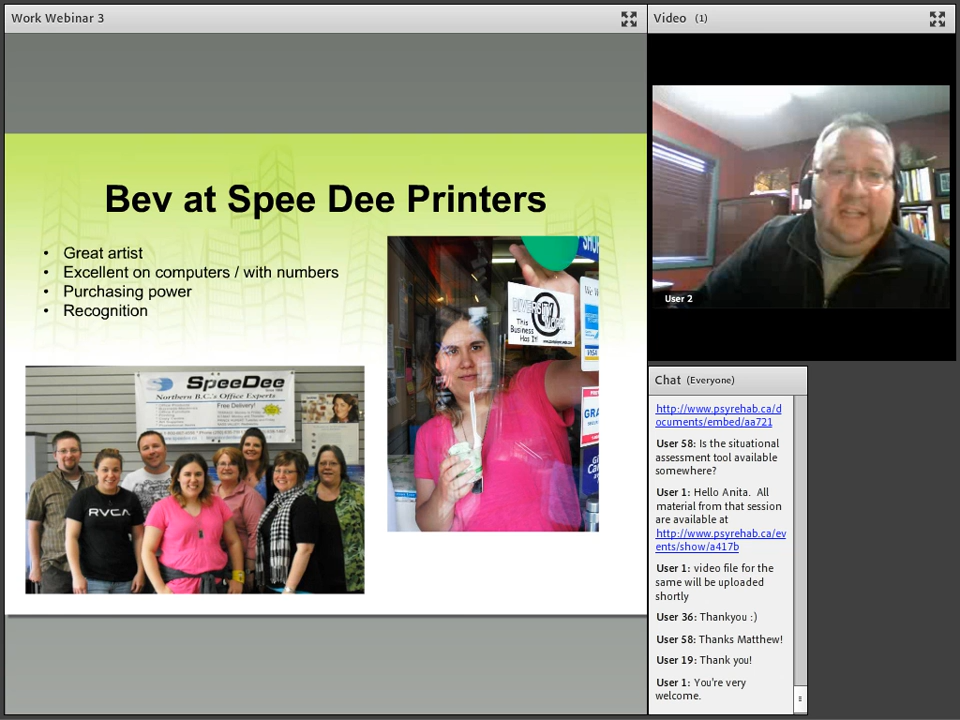 Work Webinar 3
Bev at Spee Dee Printers
• Great artist
• Excellent on computers / with numbers
• Purchasing power
• Recognition
SpeeDee
Northern B.C.'s Office Experts
Free Delivery!
RVCA
DIVERSITY
@
WORK
This
Business
Has It!
VISA
Video (1)
User 2
Chat (Everyone)
http://www.psyrehab.ca/d
ocuments/embed/aa721
User 58: Is the situational
assessment tool available
somewhere?
User 1: Hello Anita. All
material from that session
are available at
http://www.psyrehab.ca/ev
ents/show/a417b
User 1: video file for the
same will be uploaded
shortly
User 36: Thankyou :)
User 58: Thanks Matthew!
User 19: Thank you!
User 1: You're very
welcome.